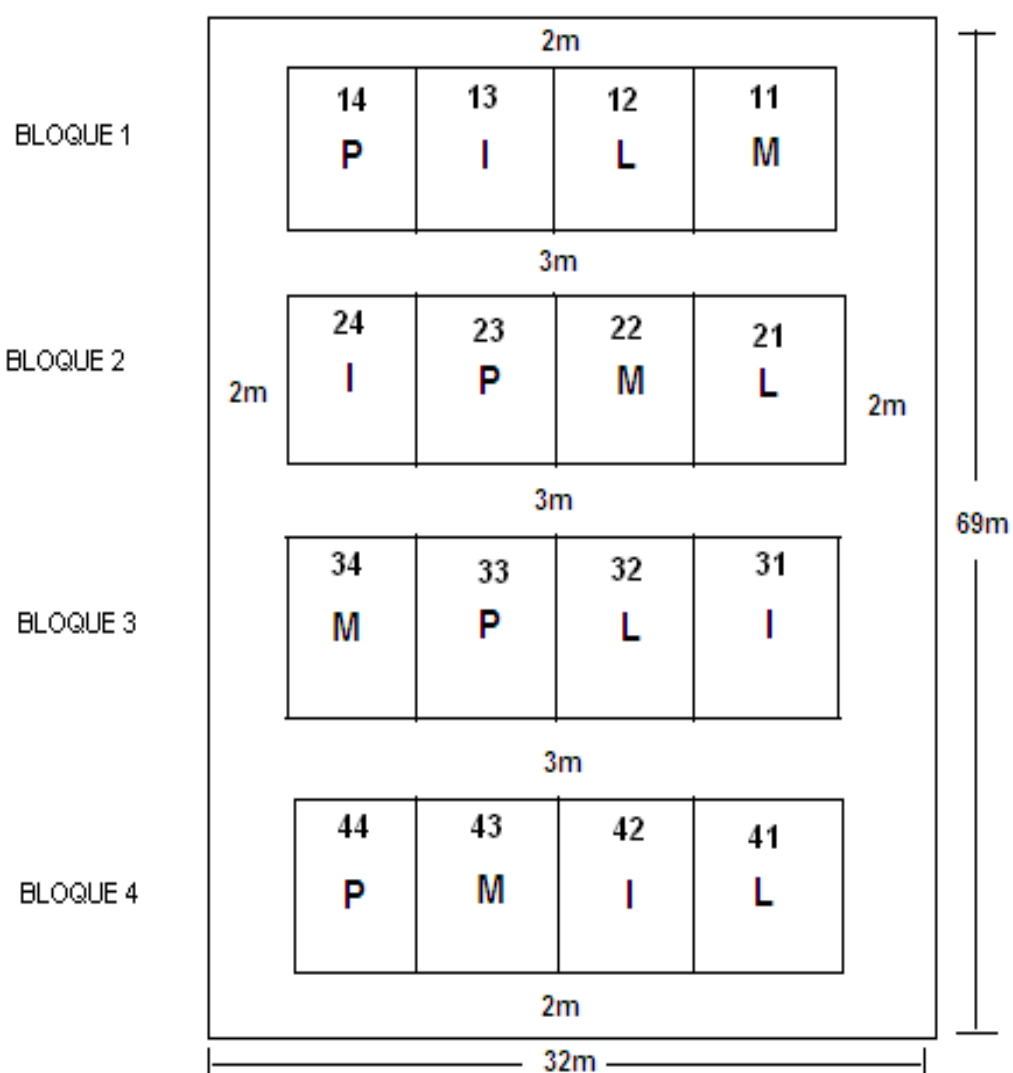 2m
BLOQUE 1
14 13 12 11
P I L M
3m
BLOQUE 2
24 23 22 21
I P M L
2m 2m
3m
69m
BLOQUE 3
34 33 32 31
M P L I
3m
BLOQUE 4
44 43 42 41
P M I L
2m
32m